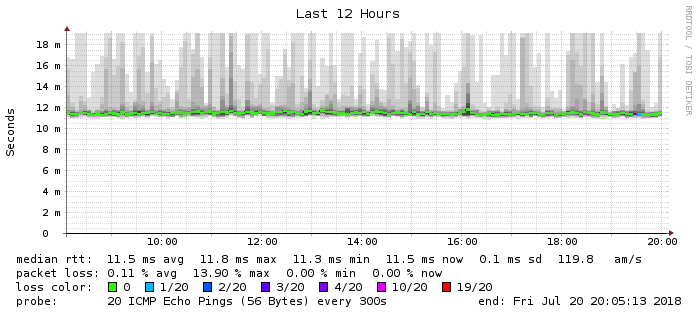 Last 12 Hours
RRDTOOL / TOBI OETIKER
Seconds
18 m
16 m
14 m
12 m
10 m
8 m
6 m
4 m
2 m
0
10:00 12:00 14:00 16:00 18:00 20:00
median rtt: 11.5 ms avg 11.8 ms max 11.3 ms min 11.5 ms now 0.1 ms sd 119.8 am/s
packet loss: 0.11 % avg 13.90 % max 0.00 % min 0.00 % now
loss color: 0 1/20 2/20 3/20 4/20 10/20 19/20
probe: 20 ICMP Echo Pings (56 Bytes) every 300s end: Fri Jul 20 20:05:13 2018